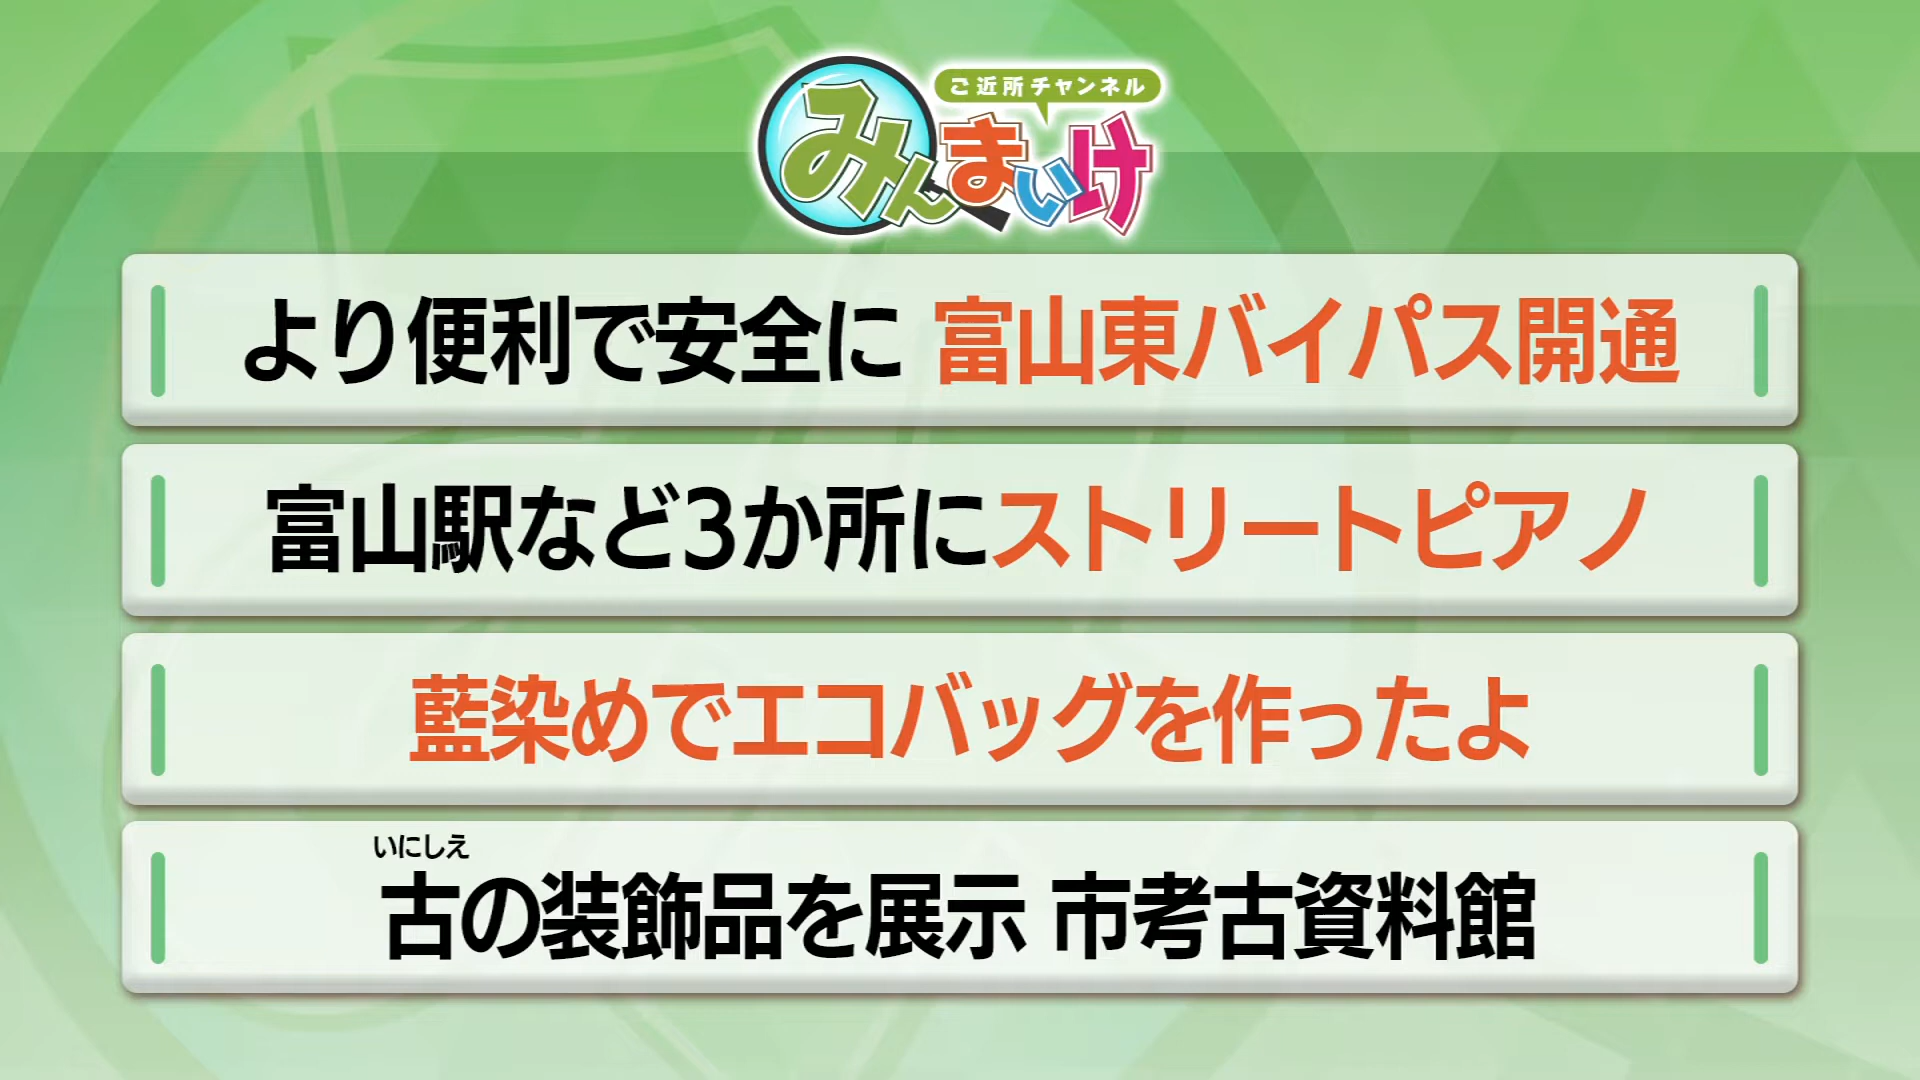 ご近所チャンネル
みんまいけ
より便利で安全に 富山東バイパス開通
富山駅など3か所にストリートピアノ
藍染めでエコバッグを作ったよ
いにしえ
古の装飾品を展示 市考古資料館